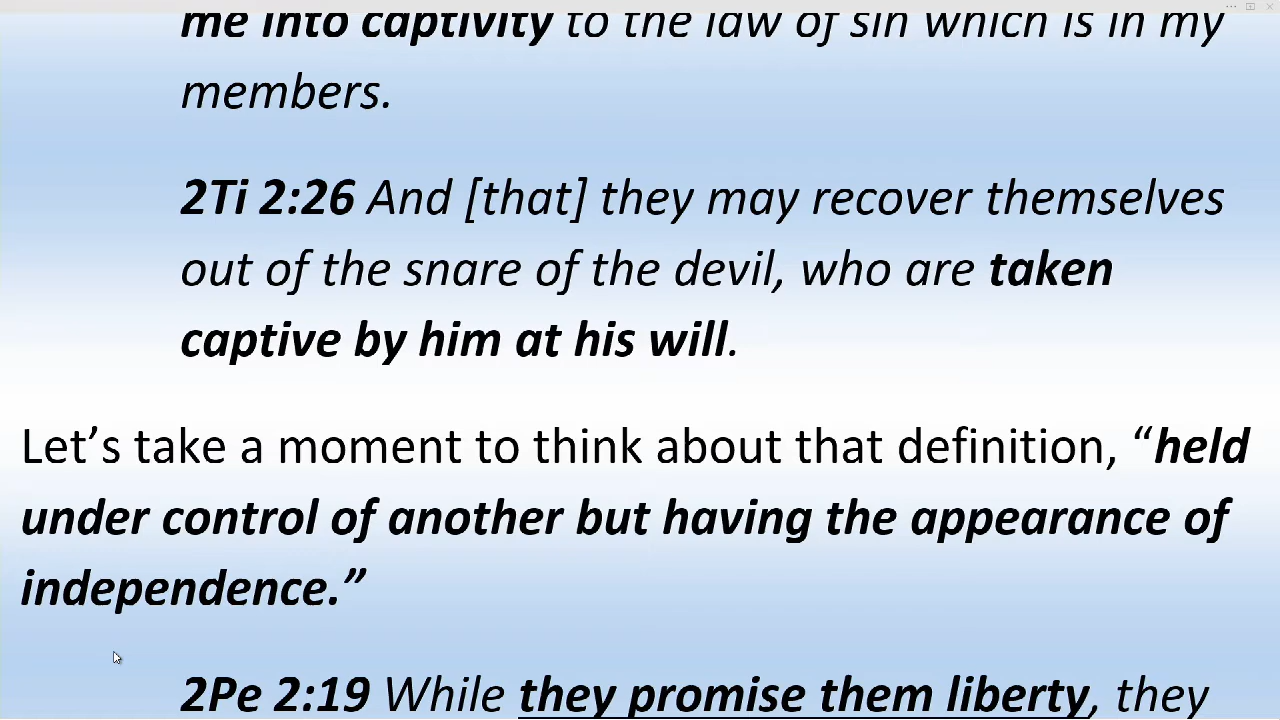 me into captivity to the law of sin which is in my
members.
2Ti 2:26 And [that] they may recover themselves
out of the snare of the devil, who are taken
captive by him at his will.
Let’s take a moment to think about that definition, “held
under control of another but having the appearance of
independence.”
2Pe 2:19 While they promise them liberty, they